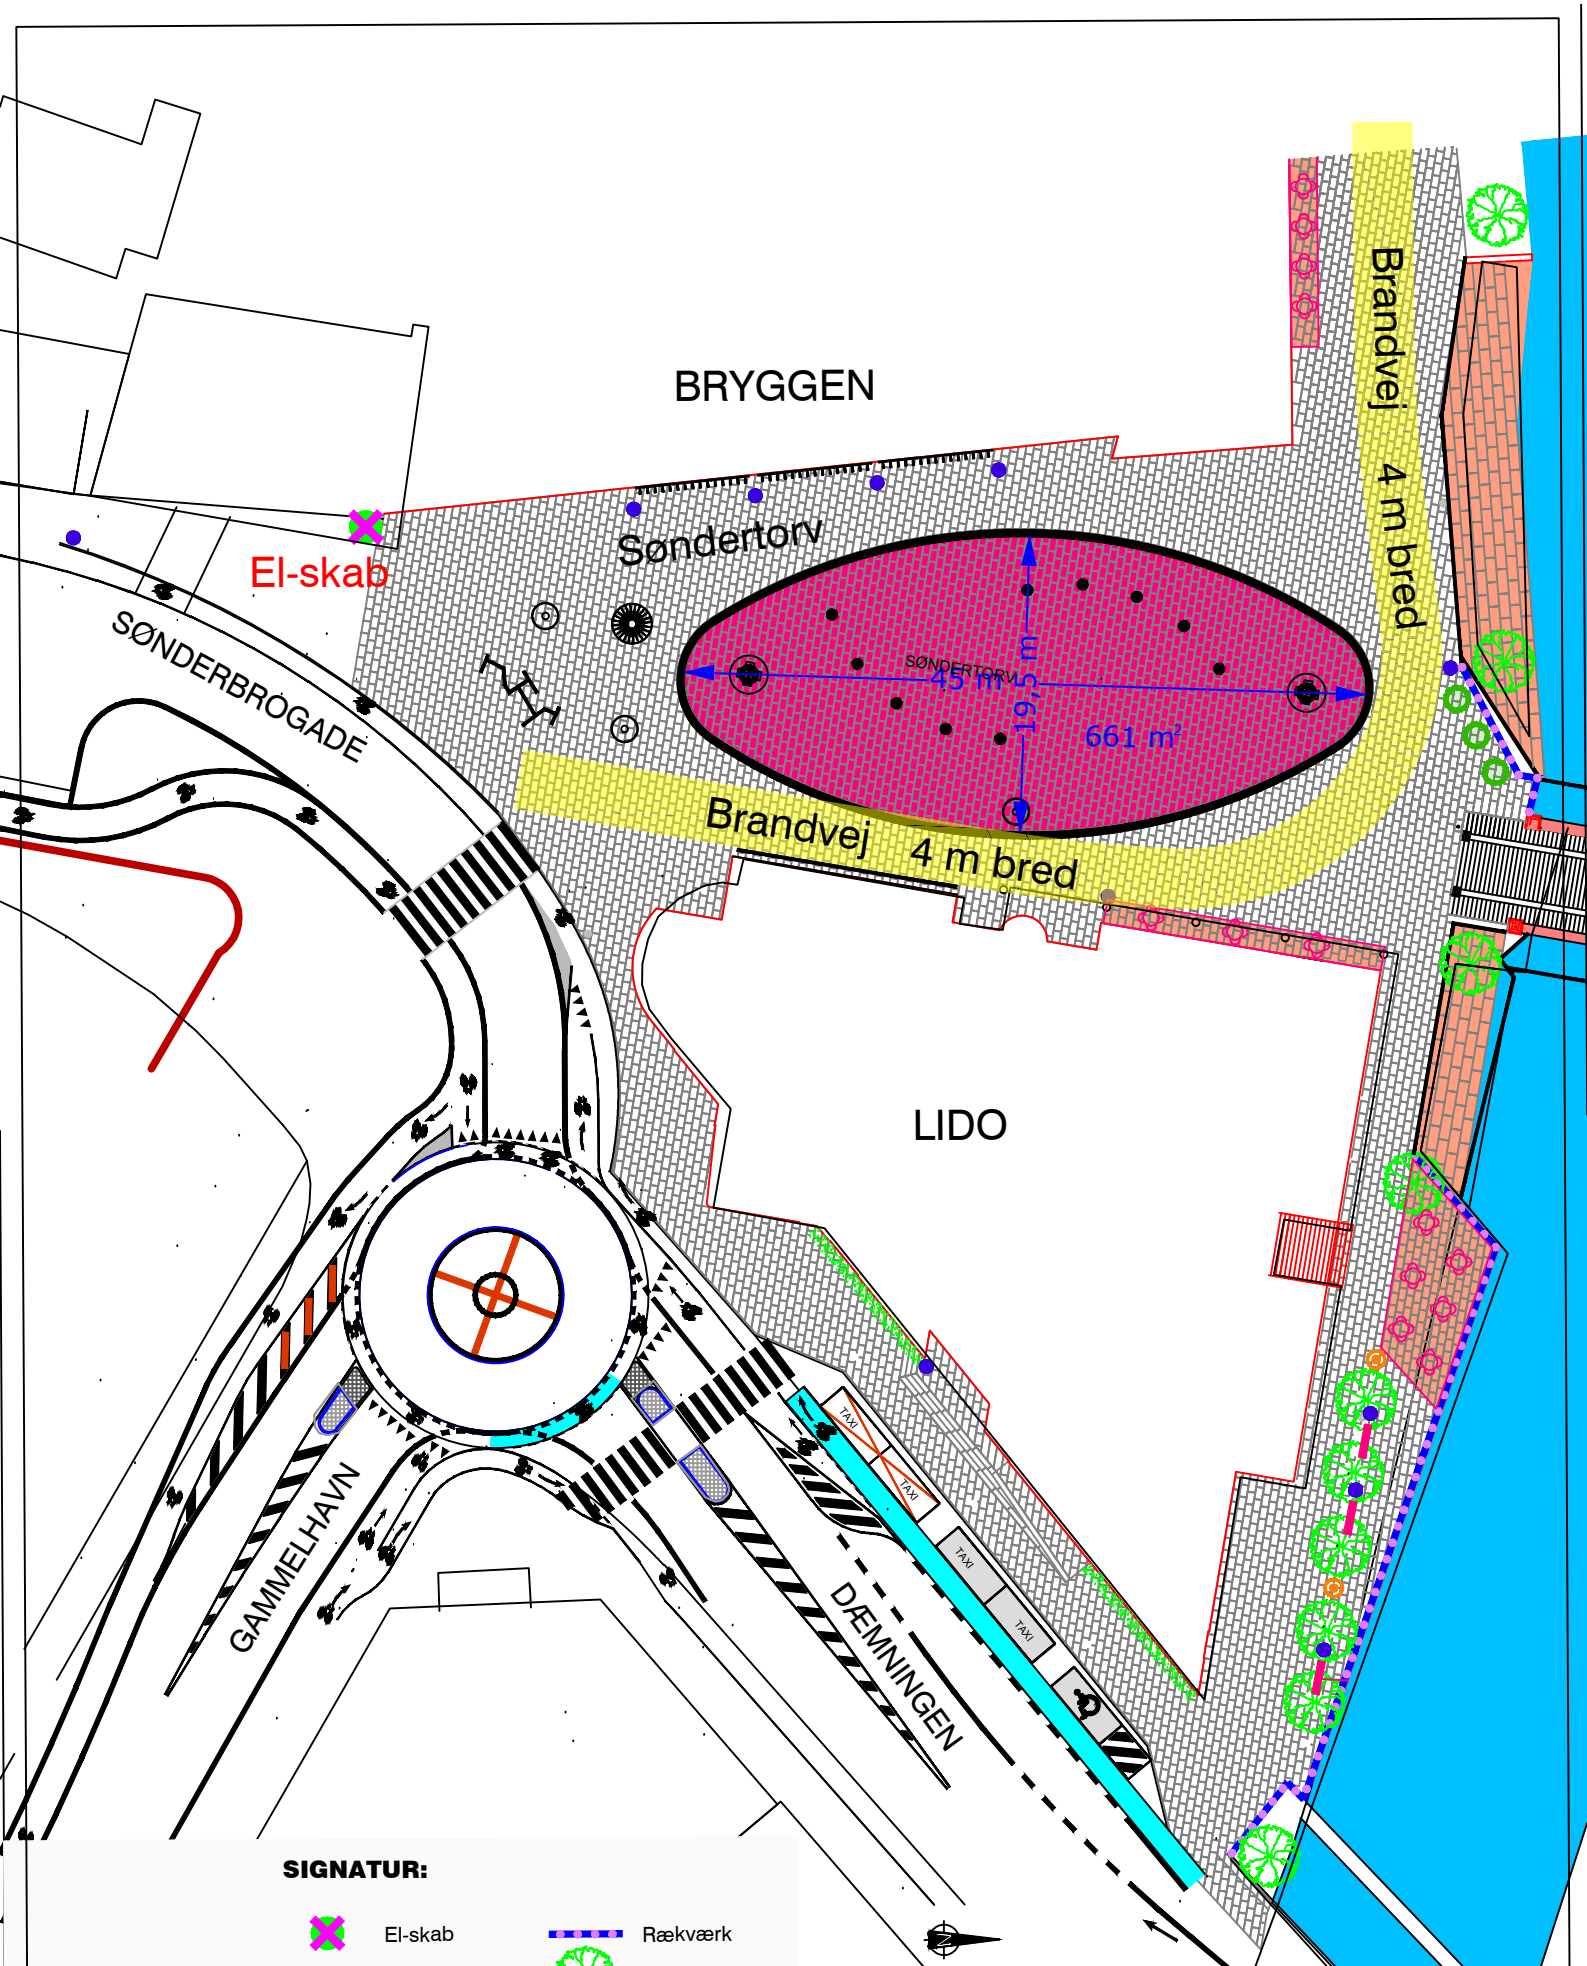 BRYGGEN
Brandvej 4 m bred
Søndertorv
El-skab
SØNDERBROGADE
SØNDERTORV
45 m
19,5 m
661 m²
Brandvej 4 m bred
LIDO
TAXI
TAXI
TAXI
TAXI
GAMMELHAVN
DÆMNINGEN
SIGNATUR:
El-skab
Rækværk
N